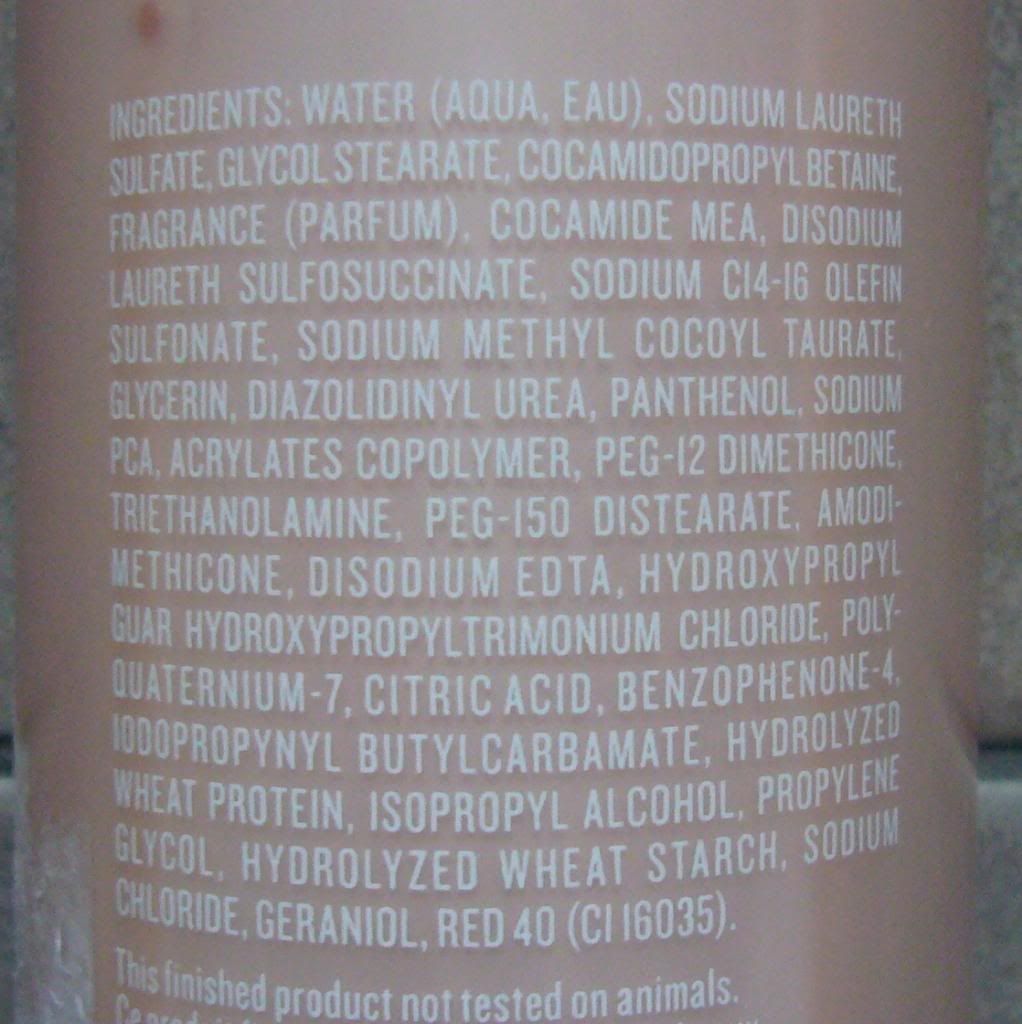 INGREDIENTS: WATER (AQUA, EAU), SODIUM LAURETH
SULFATE, GLYCOL STEARATE, COCAMIDOPROPYL BETAINE,
FRAGRANCE (PARFUM), COCAMIDE MEA, DISODIUM
LAURETH SULFOSUCCINATE, SODIUM C14-16 OLEFIN
SULFONATE, SODIUM METHYL COCOYL TAURATE,
GLYCERIN, DIAZOLIDINYL UREA, PANTHENOL, SODIUM
PCA, ACRYLATES COPOLYMER, PEG-12 DIMETHICONE,
TRIETHANOLAMINE, PEG-150 DISTEARATE, AMODI-
METHICONE, DISODIUM EDTA, HYDROXYPROPYL
GUAR HYDROXYPROPYLTRIMONIUM CHLORIDE, POLY-
QUATERNIUM-7, CITRIC ACID, BENZOPHENONE-4,
IODOPROPYNYL BUTYLCARBAMATE, HYDROLYZED
WHEAT PROTEIN, ISOPROPYL ALCOHOL, PROPYLENE
GLYCOL, HYDROLYZED WHEAT STARCH, SODIUM
CHLORIDE, GERANIOL, RED 40 (CI 16035).
This finished product not tested on animals.
Ce